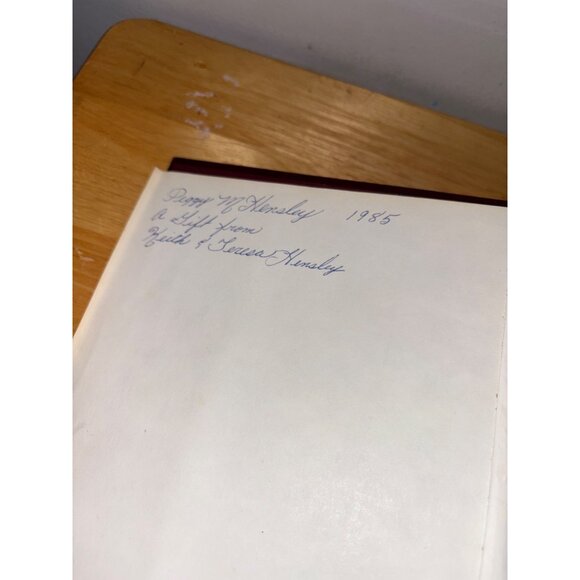 Peggy M Hensley 1985
A Gift from
Keith & Teresa Hensley